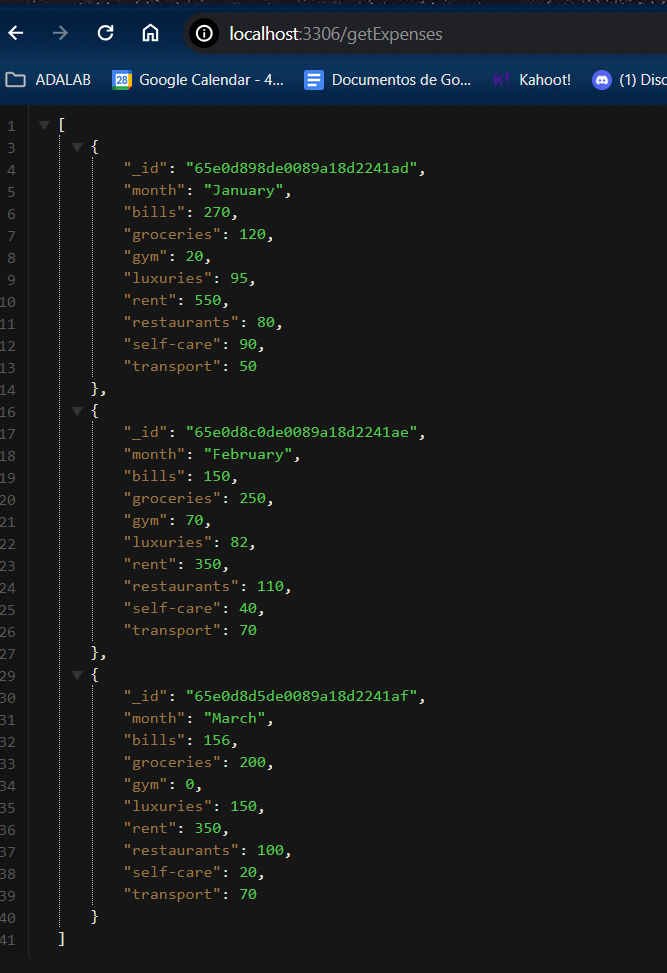 localhost:3306/getExpenses
ADALAB 28 Google Calendar - 4... Documentos de Go... K! Kahoot! (1) Disc
1 [
3 {
4 "_id": "65e0d898de0089a18d2241ad",
5 "month": "January",
6 "bills": 270,
7 "groceries": 120,
8 "gym": 20,
9 "luxuries": 95,
10 "rent": 550,
11 "restaurants": 80,
12 "self-care": 90,
13 "transport": 50
14 },
16 {
17 "_id": "65e0d8c0de0089a18d2241ae",
18 "month": "February",
19 "bills": 150,
20 "groceries": 250,
21 "gym": 70,
22 "luxuries": 82,
23 "rent": 350,
24 "restaurants": 110,
25 "self-care": 40,
26 "transport": 70
27 },
29 {
30 "_id": "65e0d8d5de0089a18d2241af",
31 "month": "March",
32 "bills": 156,
33 "groceries": 200,
34 "gym": 0,
35 "luxuries": 150,
36 "rent": 350,
37 "restaurants": 100,
38 "self-care": 20,
39 "transport": 70
40 }
41 ]